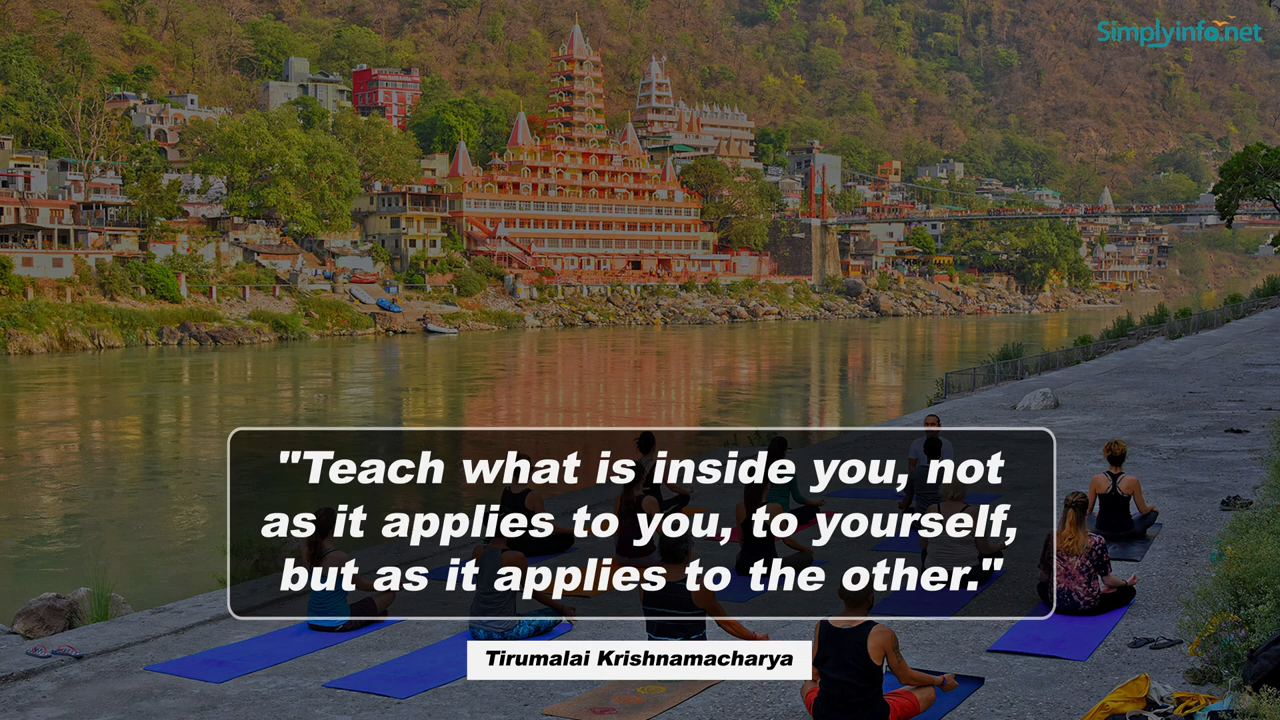 Simplyinfo.net
"Teach what is inside you, not
as it applies to you, to yourself,
but as it applies to the other."
Tirumalai Krishnamacharya